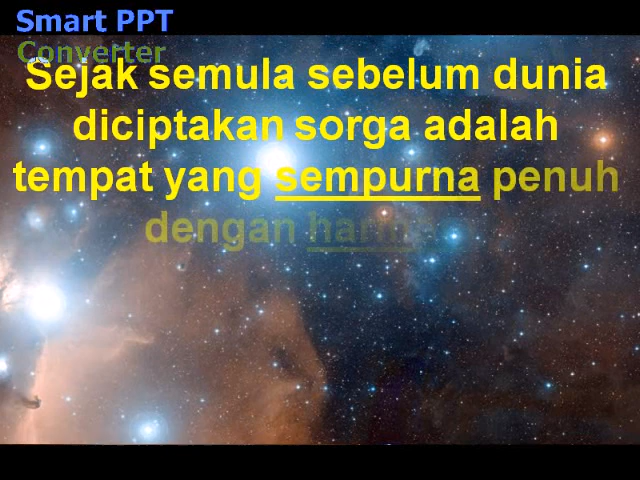 Smart PPT
Converter
Sejak semula sebelum dunia
diciptakan sorga adalah
tempat yang sempurna penuh
dengan